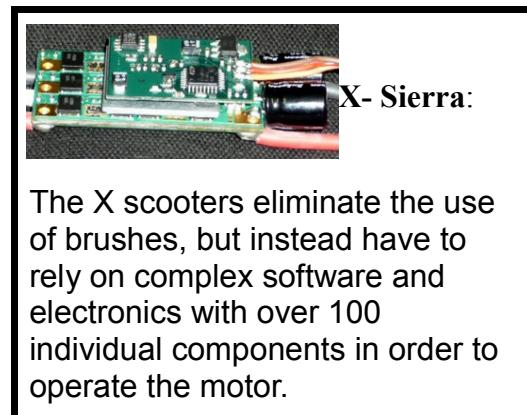 X- Sierra:
The X scooters eliminate the use
of brushes, but instead have to
rely on complex software and
electronics with over 100
individual components in order to
operate the motor.